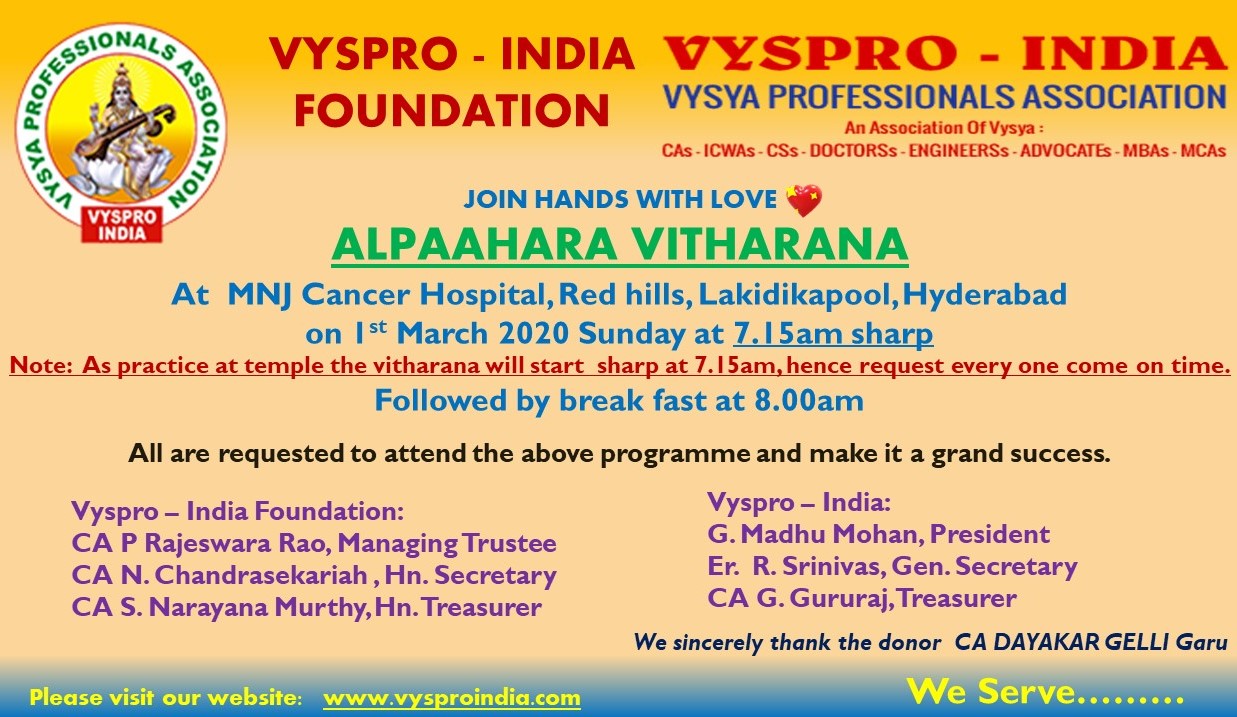 VYSYA PROFESSIONALS ASSOCIATION
VYSPRO
INDIA
VYSPRO - INDIA
FOUNDATION
VYSPRO - INDIA
VYSYA PROFESSIONALS ASSOCIATION
An Association Of Vysya :
CAs - ICWAs - CSs - DOCTORSs - ENGINEERSs - ADVOCATEs - MBAs - MCAs
JOIN HANDS WITH LOVE 💖
ALPAAHARA VITHARANA
At MNJ Cancer Hospital, Red hills, Lakidikapool, Hyderabad
on 1st March 2020 Sunday at 7.15am sharp
Note: As practice at temple the vitharana will start sharp at 7.15am, hence request every one come on time.
Followed by break fast at 8.00am
All are requested to attend the above programme and make it a grand success.
Vyspro – India Foundation:
CA P Rajeswara Rao, Managing Trustee
CA N. Chandrasekariah , Hn. Secretary
CA S. Narayana Murthy, Hn. Treasurer
Vyspro – India:
G. Madhu Mohan, President
Er. R. Srinivas, Gen. Secretary
CA G. Gururaj, Treasurer
We sincerely thank the donor CA DAYAKAR GELLI Garu
Please visit our website: www.vysproindia.com
We Serve.........